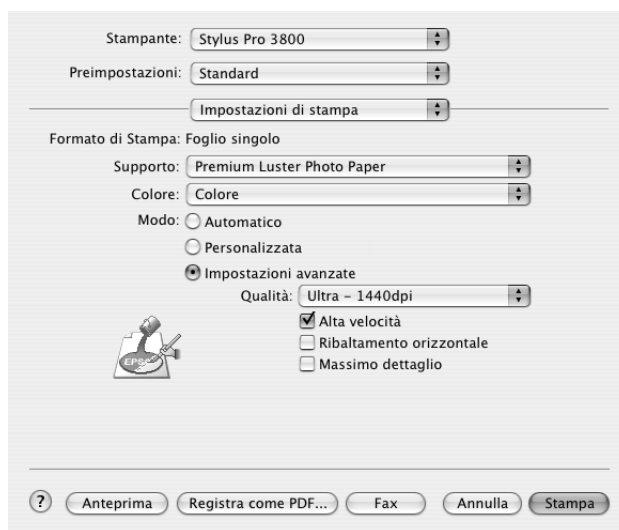 Stampante: Stylus Pro 3800
Preimpostazioni: Standard
Impostazioni di stampa
Formato di Stampa: Foglio singolo
Supporto: Premium Luster Photo Paper
Colore: Colore
Modo: Automatico
Personalizzata
Impostazioni avanzate
Qualità: Ultra – 1440dpi
Alta velocità
Ribaltamento orizzontale
Massimo dettaglio
EPSO
? Anteprima Registra come PDF... Fax Annulla Stampa